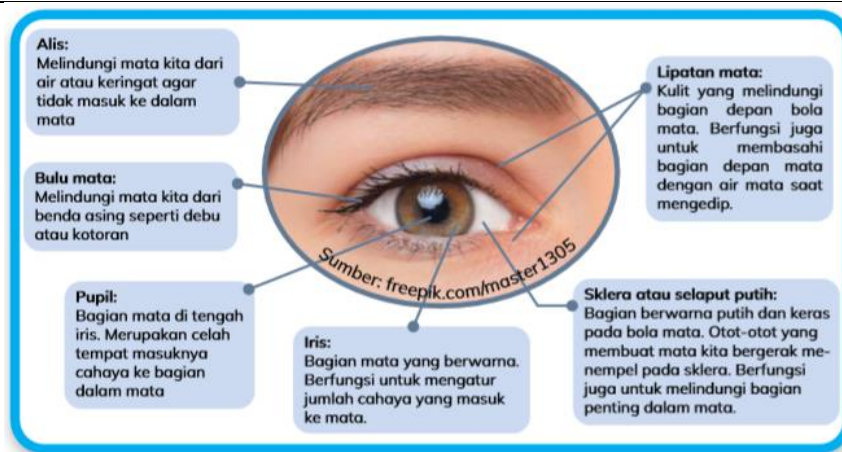 Alis:
Melindungi mata kita dari
air atau keringat agar
tidak masuk ke dalam
mata
Lipatan mata:
Kulit yang melindungi
bagian depan bola
mata. Berfungsi juga
untuk membasahi
bagian depan mata
dengan air mata saat
mengedip.
Bulu mata:
Melindungi mata kita dari
benda asing seperti debu
atau kotoran
Sumber: freepik.com/master1305
Pupil:
Bagian mata di tengah
iris. Merupakan celah
tempat masuknya
cahaya ke bagian
dalam mata
Iris:
Bagian mata yang berwarna.
Berfungsi untuk mengatur
jumlah cahaya yang masuk
ke mata.
Sklera atau selaput putih:
Bagian berwarna putih dan keras
pada bola mata. Otot-otot yang
membuat mata kita bergerak me-
nempel pada sklera. Berfungsi
juga untuk melindungi bagian
penting dalam mata.